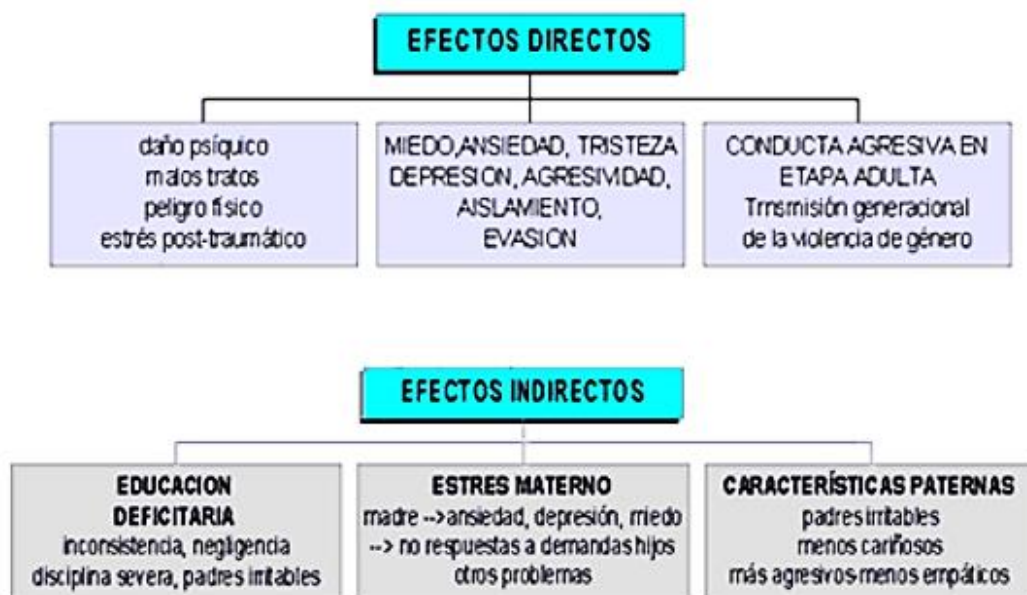 EFECTOS DIRECTOS
daño psíquico
malos tratos
peligro físico
estrés post-traumático
MIEDO,ANSIEDAD, TRISTEZA
DEPRESION, AGRESIVIDAD,
AISLAMIENTO,
EVASION
CONDUCTA AGRESIVA EN
ETAPA ADULTA
Trnsmisión generacional
de la violencia de género
EFECTOS INDIRECTOS
EDUCACION
DEFICITARIA
inconsistencia, negligencia
disciplina severa, padres irritables
ESTRES MATERNO
madre -->ansiedad, depresión, miedo
--> no respuestas a demandas hijos
otros problemas
CARACTERÍSTICAS PATERNAS
padres irritables
menos cariñosos
más agresivos-menos empáticos